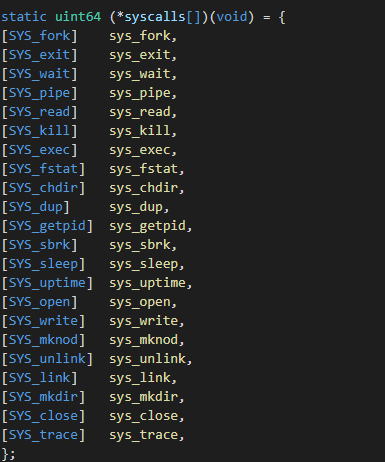 static uint64 (*syscalls[])(void) = {
[SYS_fork]    sys_fork,
[SYS_exit]    sys_exit,
[SYS_wait]    sys_wait,
[SYS_pipe]    sys_pipe,
[SYS_read]    sys_read,
[SYS_kill]    sys_kill,
[SYS_exec]    sys_exec,
[SYS_fstat]   sys_fstat,
[SYS_chdir]   sys_chdir,
[SYS_dup]     sys_dup,
[SYS_getpid]  sys_getpid,
[SYS_sbrk]    sys_sbrk,
[SYS_sleep]   sys_sleep,
[SYS_uptime]  sys_uptime,
[SYS_open]    sys_open,
[SYS_write]   sys_write,
[SYS_mknod]   sys_mknod,
[SYS_unlink]  sys_unlink,
[SYS_link]    sys_link,
[SYS_mkdir]   sys_mkdir,
[SYS_close]   sys_close,
[SYS_trace]   sys_trace,
};